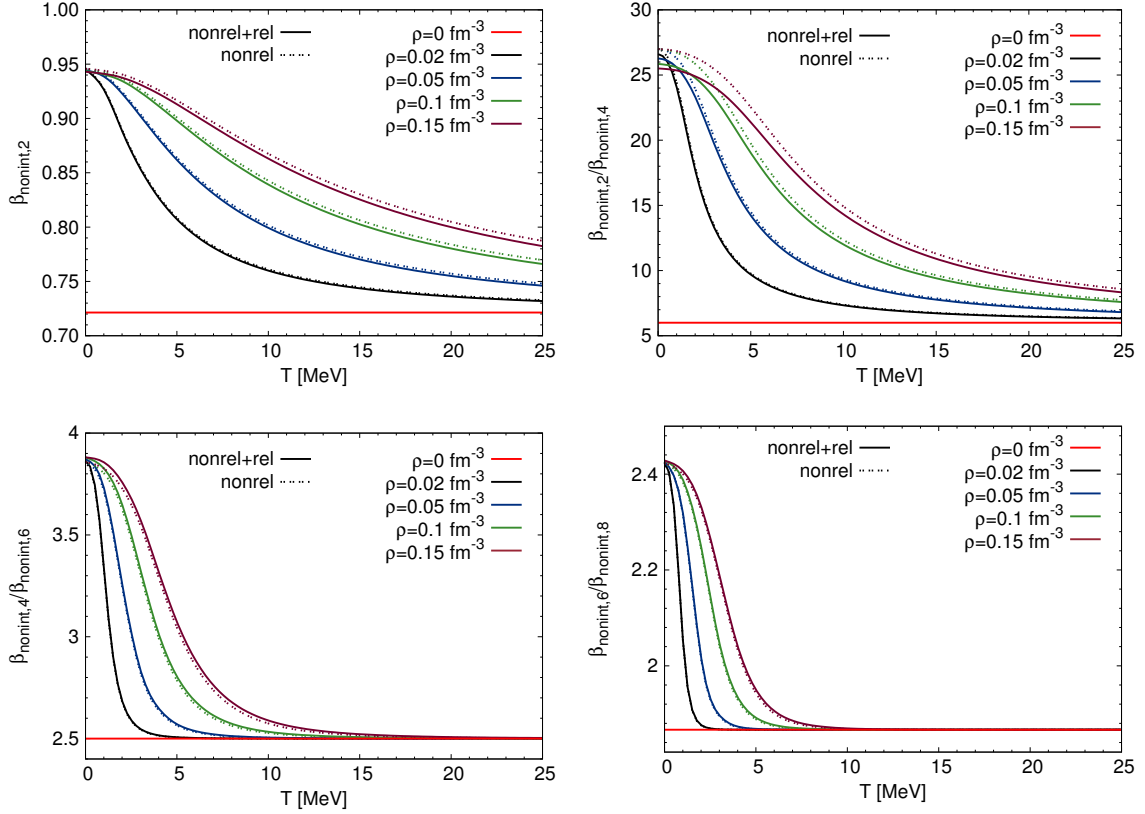 0.70
0.75
0.80
0.85
0.90
0.95
1.00
0 5 10 15 20 25
β_nonint,2
T [MeV]
nonrel+rel
nonrel
ρ=0 fm⁻³
ρ=0.02 fm⁻³
ρ=0.05 fm⁻³
ρ=0.1 fm⁻³
ρ=0.15 fm⁻³
5
10
15
20
25
30
0 5 10 15 20 25
β_nonint,2/β_nonint,4
T [MeV]
nonrel+rel
nonrel
ρ=0 fm⁻³
ρ=0.02 fm⁻³
ρ=0.05 fm⁻³
ρ=0.1 fm⁻³
ρ=0.15 fm⁻³
2.5
3
3.5
4
0 5 10 15 20 25
β_nonint,4/β_nonint,6
T [MeV]
nonrel+rel
nonrel
ρ=0 fm⁻³
ρ=0.02 fm⁻³
ρ=0.05 fm⁻³
ρ=0.1 fm⁻³
ρ=0.15 fm⁻³
2
2.2
2.4
0 5 10 15 20 25
β_nonint,6/β_nonint,8
T [MeV]
nonrel+rel
nonrel
ρ=0 fm⁻³
ρ=0.02 fm⁻³
ρ=0.05 fm⁻³
ρ=0.1 fm⁻³
ρ=0.15 fm⁻³